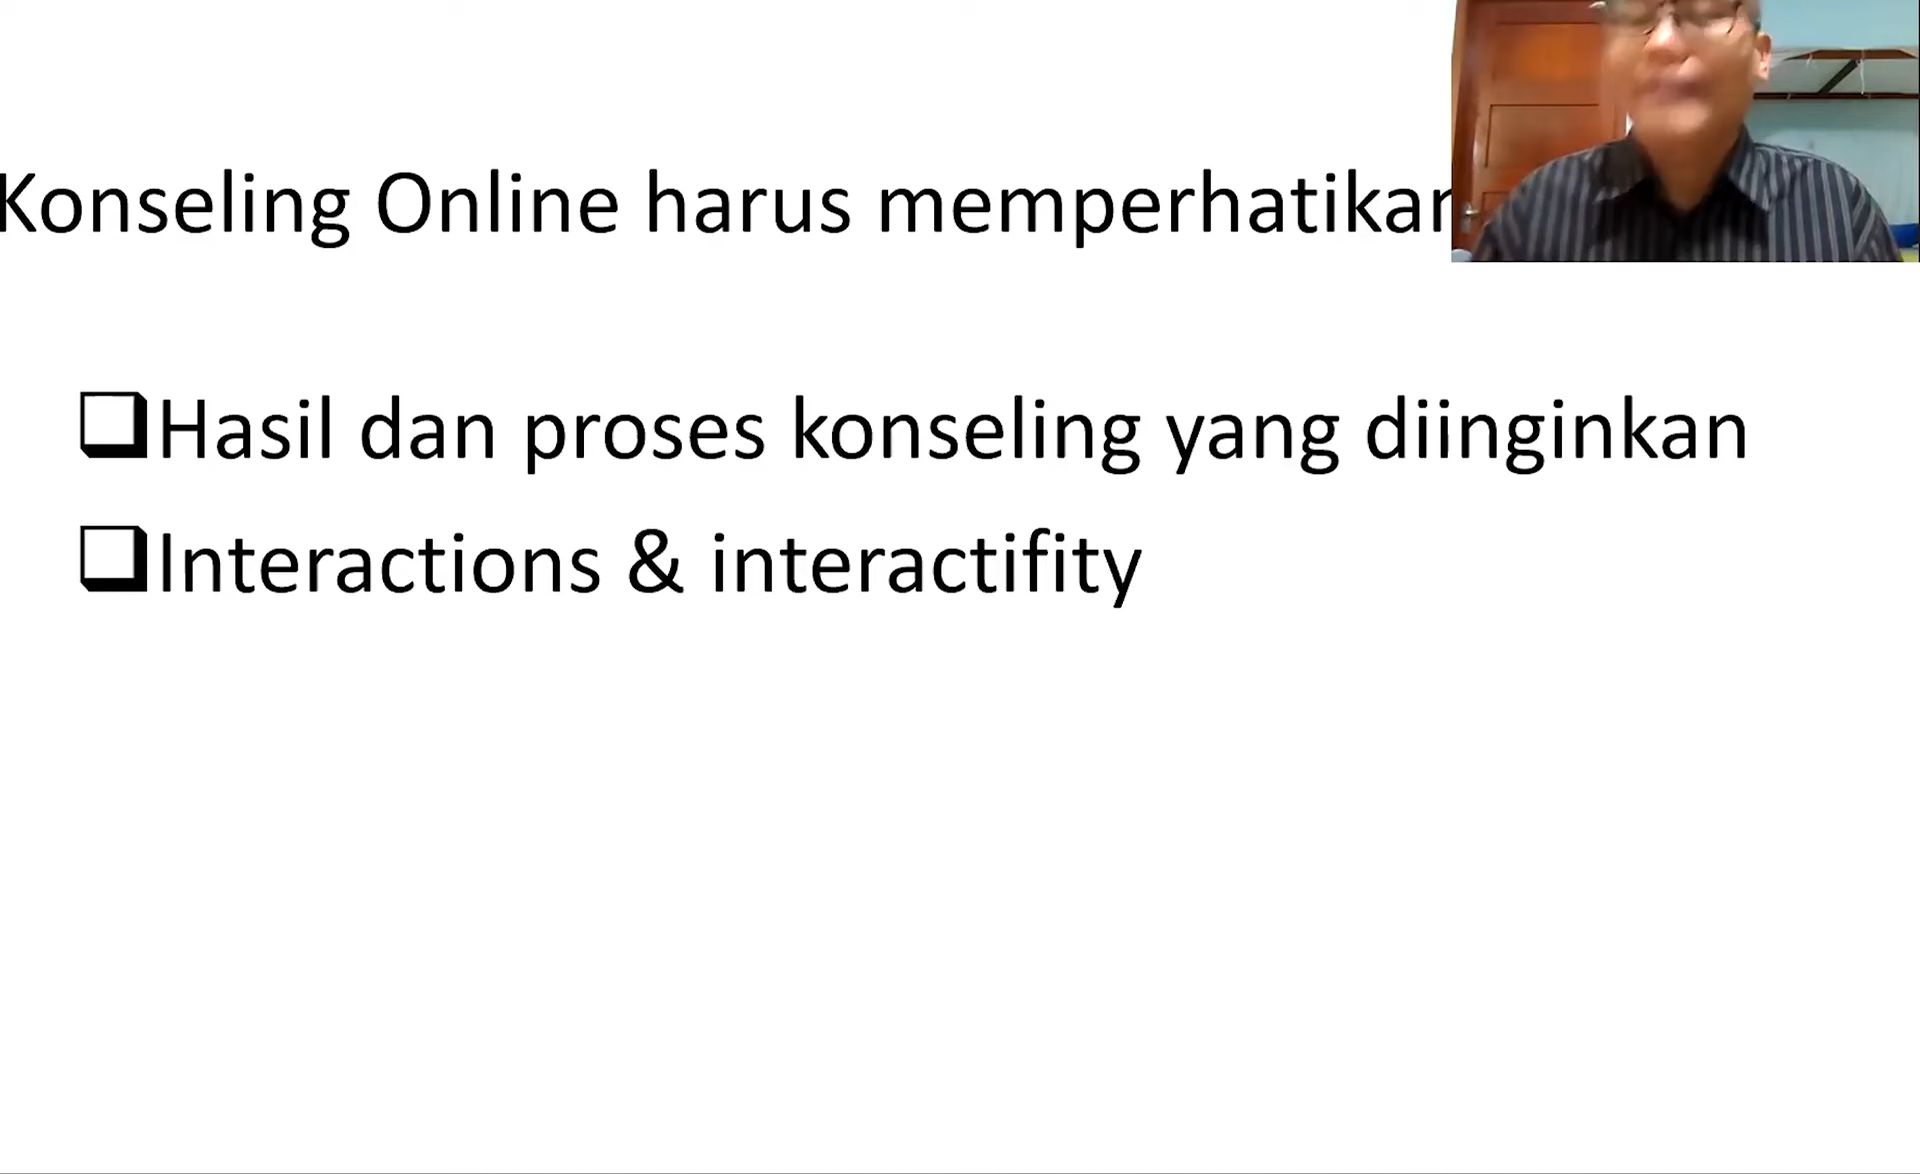 Konseling Online harus memperhatikan
Hasil dan proses konseling yang diinginkan
Interactions & interactifity